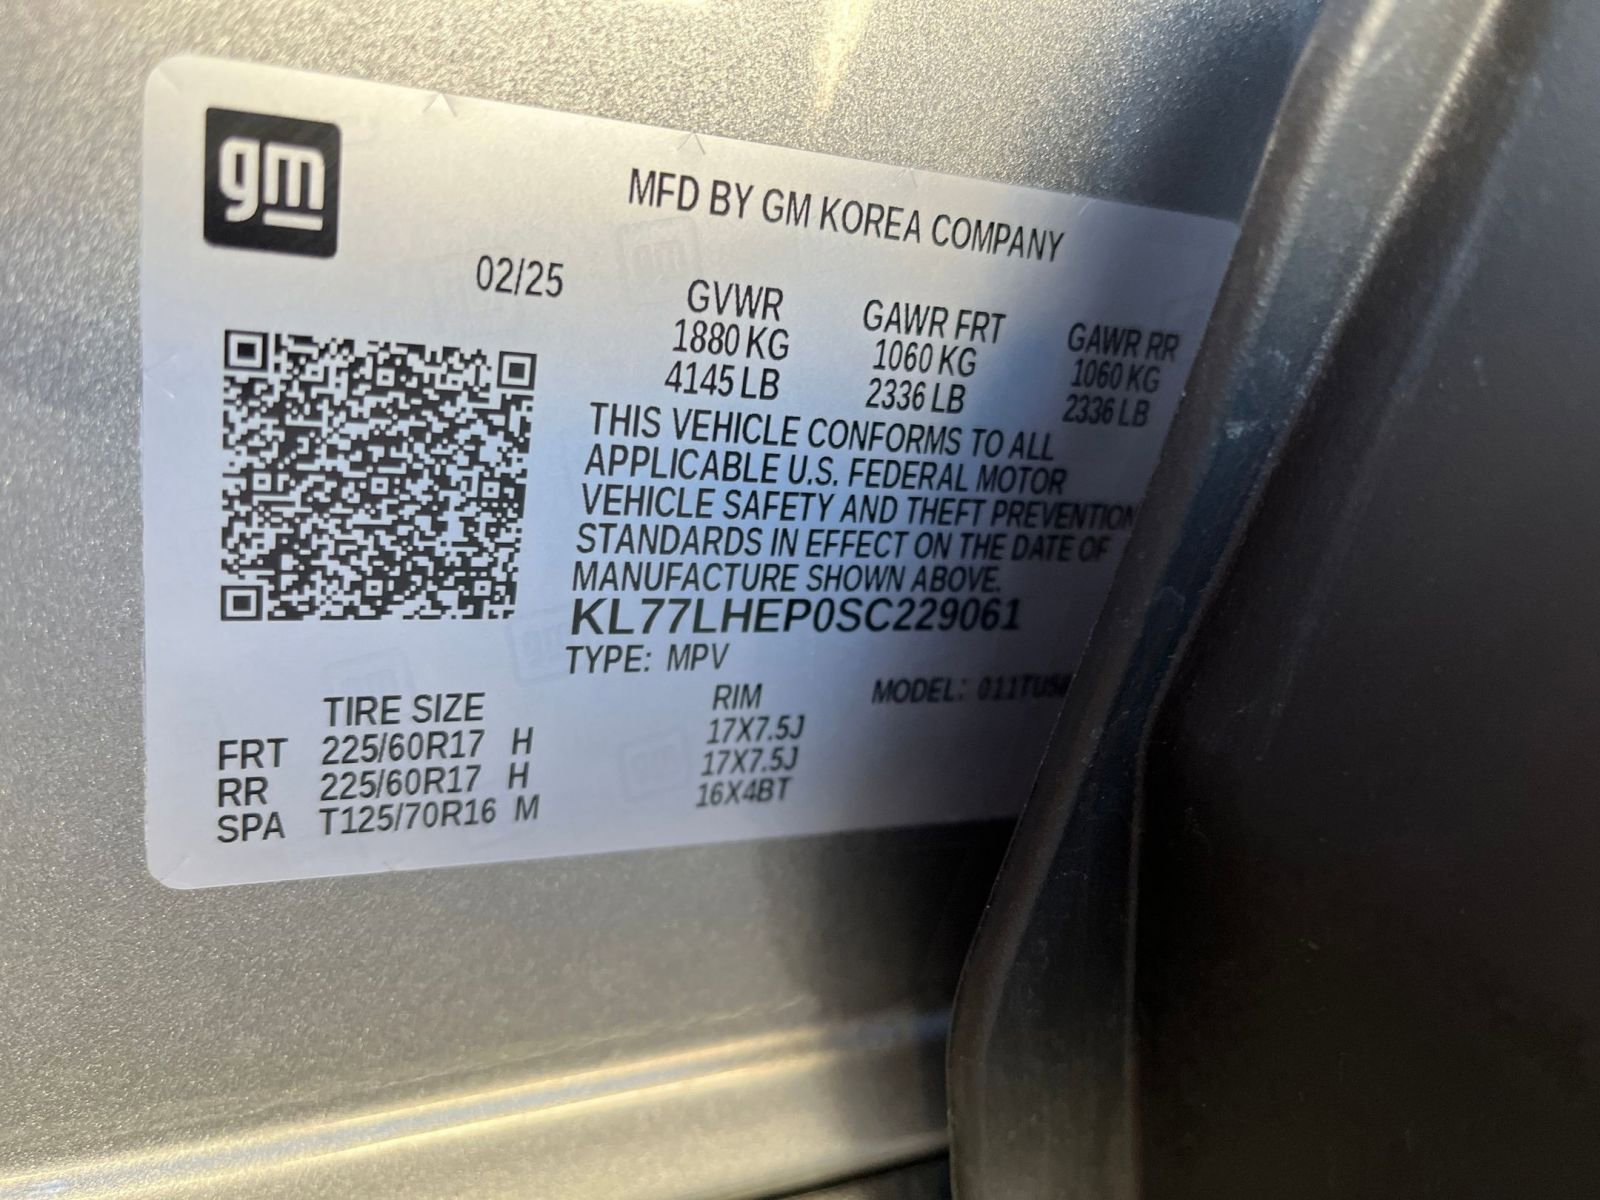 gm
MFD BY GM KOREA COMPANY
02/25
GVWR GAWR FRT GAWR RR
1880 KG 1060 KG 1060 KG
4145 LB 2336 LB 2336 LB
THIS VEHICLE CONFORMS TO ALL
APPLICABLE U.S. FEDERAL MOTOR
VEHICLE SAFETY AND THEFT PREVENTION
STANDARDS IN EFFECT ON THE DATE OF
MANUFACTURE SHOWN ABOVE.
KL77LHEP0SC229061
TYPE: MPV
MODEL:
TIRE SIZE RIM
FRT 225/60R17 H 17X7.5J
RR 225/60R17 H 17X7.5J
SPA T125/70R16 M 16X4BT